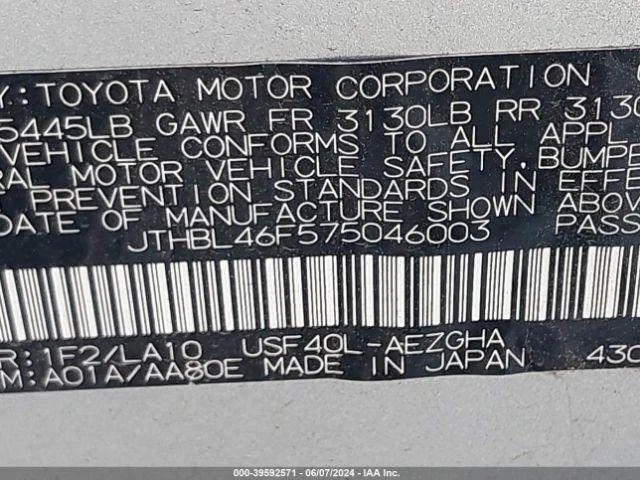 Y:TOYOTA MOTOR CORPORATION
5445LB GAWR FR 3130LB RR 3130
VEHICLE CONFORMS TO ALL APPL
RAL MOTOR VEHICLE SAFETY, BUMPE
PREVENTION STANDARDS IN EFFE
DATE OF MANUFACTURE SHOWN ABOV
JTHBL46F575046003 PASS
R:1F2/LA10 USF40L-AEZGHA
M:A01A/AA80E MADE IN JAPAN 430
000-39592571 - 06/07/2024 - IAA Inc.